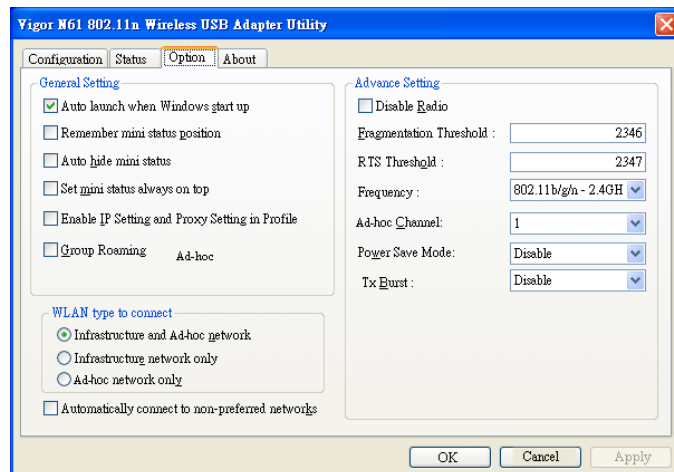 Vigor N61 802.11n Wireless USB Adapter Utility
Configuration Status Option About
General Setting
Auto launch when Windows start up
Remember mini status position
Auto hide mini status
Set mini status always on top
Enable IP Setting and Proxy Setting in Profile
Group Roaming Ad-hoc
WLAN type to connect
Infrastructure and Ad-hoc network
Infrastructure network only
Ad-hoc network only
Automatically connect to non-preferred networks
Advance Setting
Disable Radio
Fragmentation Threshold : 2346
RTS Threshold : 2347
Frequency : 802.11b/g/n - 2.4GH
Ad-hoc Channel: 1
Power Save Mode: Disable
Tx Burst : Disable
OK Cancel Apply